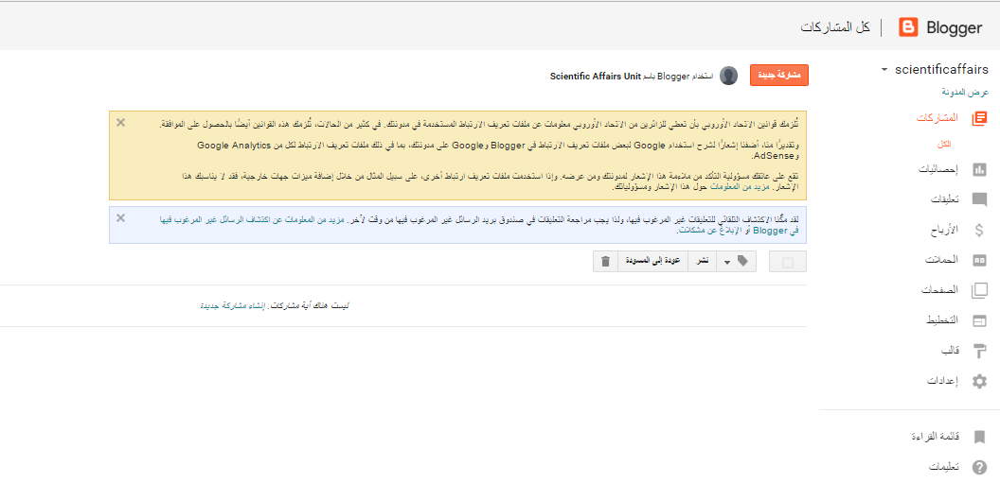 Blogger | كل المشاركات
scientificaffairs
عرض المدونة
المشاركات
الكل
إحصائيات
تعليقات
الأرباح
الحملات
الصفحات
التخطيط
قالب
إعدادات
قائمة القراءة
تعليمات
مشاركة جديدة
استخدام Blogger باسم Scientific Affairs Unit
تُلزمك قوانين الاتحاد الأوروبي بأن تعطي للزائرين من الاتحاد الأوروبي معلومات عن ملفات تعريف الارتباط المستخدمة في مدونتك. في كثير من الحالات، تُلزمك هذه القوانين أيضًا بالحصول على الموافقة.
وتقديرًا منا، أضفنا إشعارًا لشرح استخدام Google لبعض ملفات تعريف الارتباط في Blogger وGoogle على مدونتك، بما في ذلك ملفات تعريف الارتباط لكل من Google Analytics
وAdSense.
تقع على عاتقك مسؤولية التأكد من ملاءمة هذا الإشعار لمدونتك ومن عرضه. وإذا استخدمت ملفات تعريف ارتباط أخرى، على سبيل المثال من خلال إضافة ميزات جهات خارجية، فقد لا يناسبك هذا
الإشعار. مزيد من المعلومات حول هذا الإشعار ومسؤولياتك.
لقد مكّنا الاكتشاف التلقائي للتعليقات غير المرغوب فيها، ولذا يجب مراجعة التعليقات في صندوق بريد الرسائل غير المرغوب فيها من وقت لآخر. مزيد من المعلومات عن اكتشاف الرسائل غير المرغوب فيها
في Blogger أو الإبلاغ عن مشكلات.
نشر
عودة إلى المسودة
ليست هناك أية مشاركات. إنشاء مشاركة جديدة